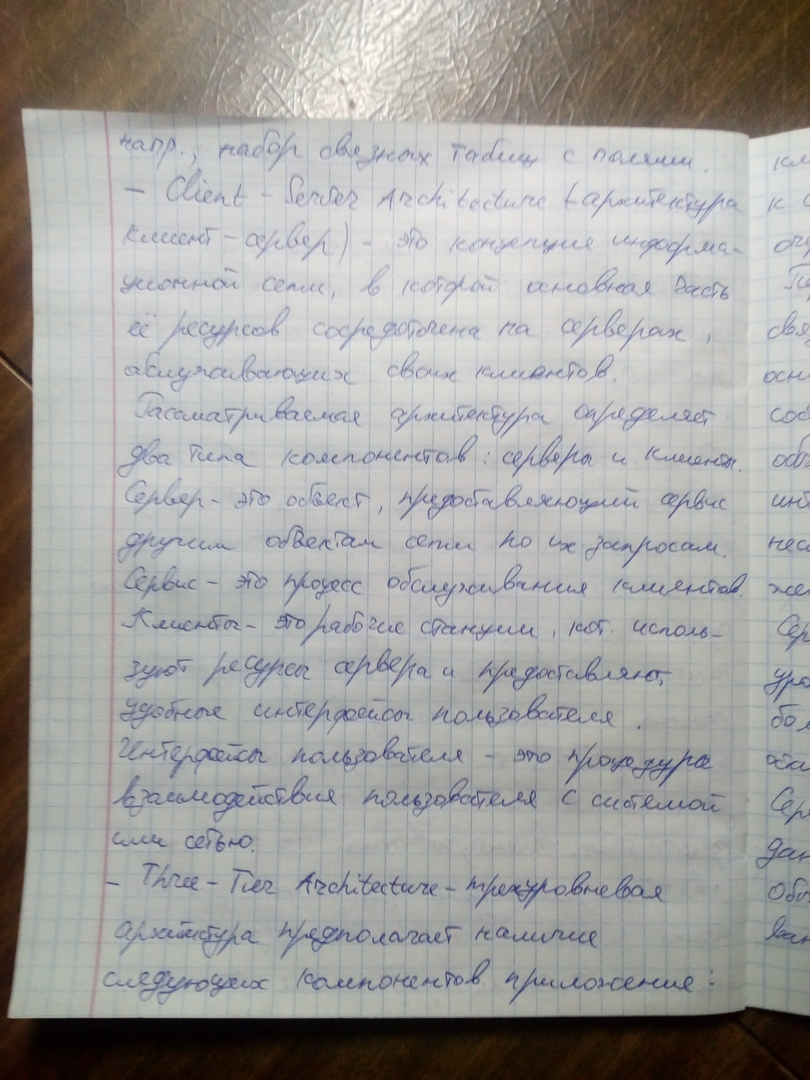 напр., набор связных таблиц с полями.
– Client – Server Architecture (архитектура
клиент-сервер) – это концепция информа-
ционной сети, в которой основная часть
её ресурсов сосредоточена на серверах,
обслуживающих своих клиентов.
Рассматриваемая архитектура определяет
два типа компонентов: серверы и клиенты.
Сервер – это объект, предоставляющий сервис
другим объектам сети по их запросам.
Сервис – это процесс обслуживания клиентов.
Клиенты – это рабочие станции, кот. исполь-
зуют ресурсы сервера и предоставляют
удобные интерфейсы пользователя.
Интерфейсы пользователя – это процедура
взаимодействия пользователя с системой
или сетью.
– Three – Tier Architecture – трехуровневая
архитектура предполагает наличие
следующих компонентов приложения: